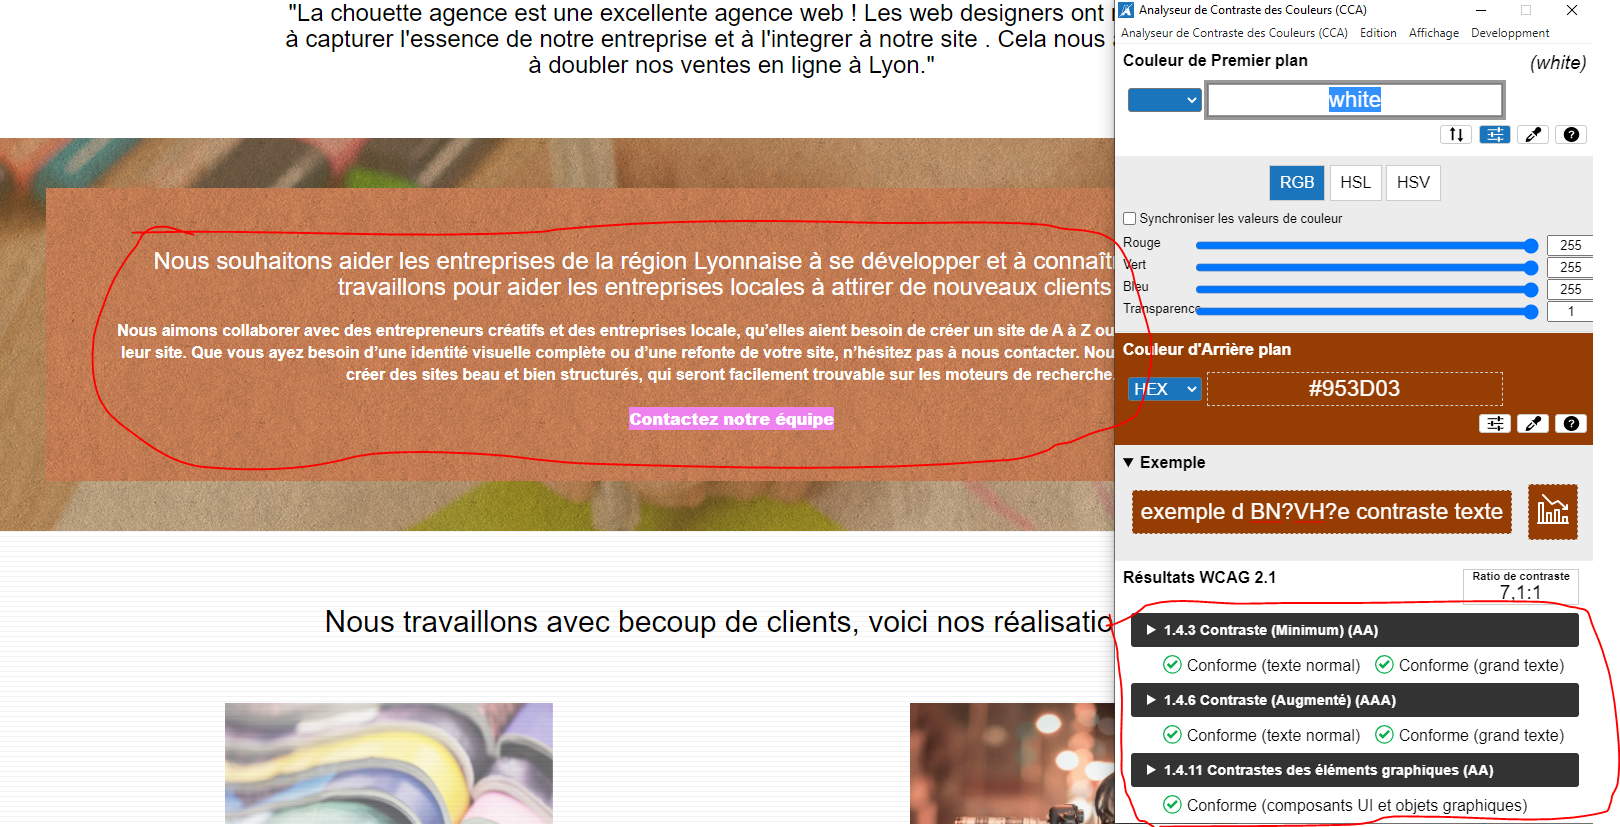 "La chouette agence est une excellente agence web ! Les web designers ont
à capturer l'essence de notre entreprise et à l'integrer à notre site . Cela nous
à doubler nos ventes en ligne à Lyon."
Nous souhaitons aider les entreprises de la région Lyonnaise à se développer et à connaîtr
travaillons pour aider les entreprises locales à attirer de nouveaux clients
Nous aimons collaborer avec des entrepreneurs créatifs et des entreprises locale, qu’elles aient besoin de créer un site de A à Z ou
leur site. Que vous ayez besoin d’une identité visuelle complète ou d’une refonte de votre site, n’hésitez pas à nous contacter. Nou
créer des sites beau et bien structurés, qui seront facilement trouvable sur les moteurs de recherche.
Contactez notre équipe
Nous travaillons avec becoup de clients, voici nos réalisatio
Analyseur de Contraste des Couleurs (CCA)
Analyseur de Contraste des Couleurs (CCA) Edition Affichage Developpment
Couleur de Premier plan (white)
white
RGB HSL HSV
Synchroniser les valeurs de couleur
Rouge 255
Vert 255
Bleu 255
Transparence 1
Couleur d'Arrière plan
HEX #953D03
Exemple
exemple d BN?VH?e contraste texte
Résultats WCAG 2.1
Ratio de contraste
7,1:1
1.4.3 Contraste (Minimum) (AA)
Conforme (texte normal) Conforme (grand texte)
1.4.6 Contraste (Augmenté) (AAA)
Conforme (texte normal) Conforme (grand texte)
1.4.11 Contrastes des éléments graphiques (AA)
Conforme (composants UI et objets graphiques)